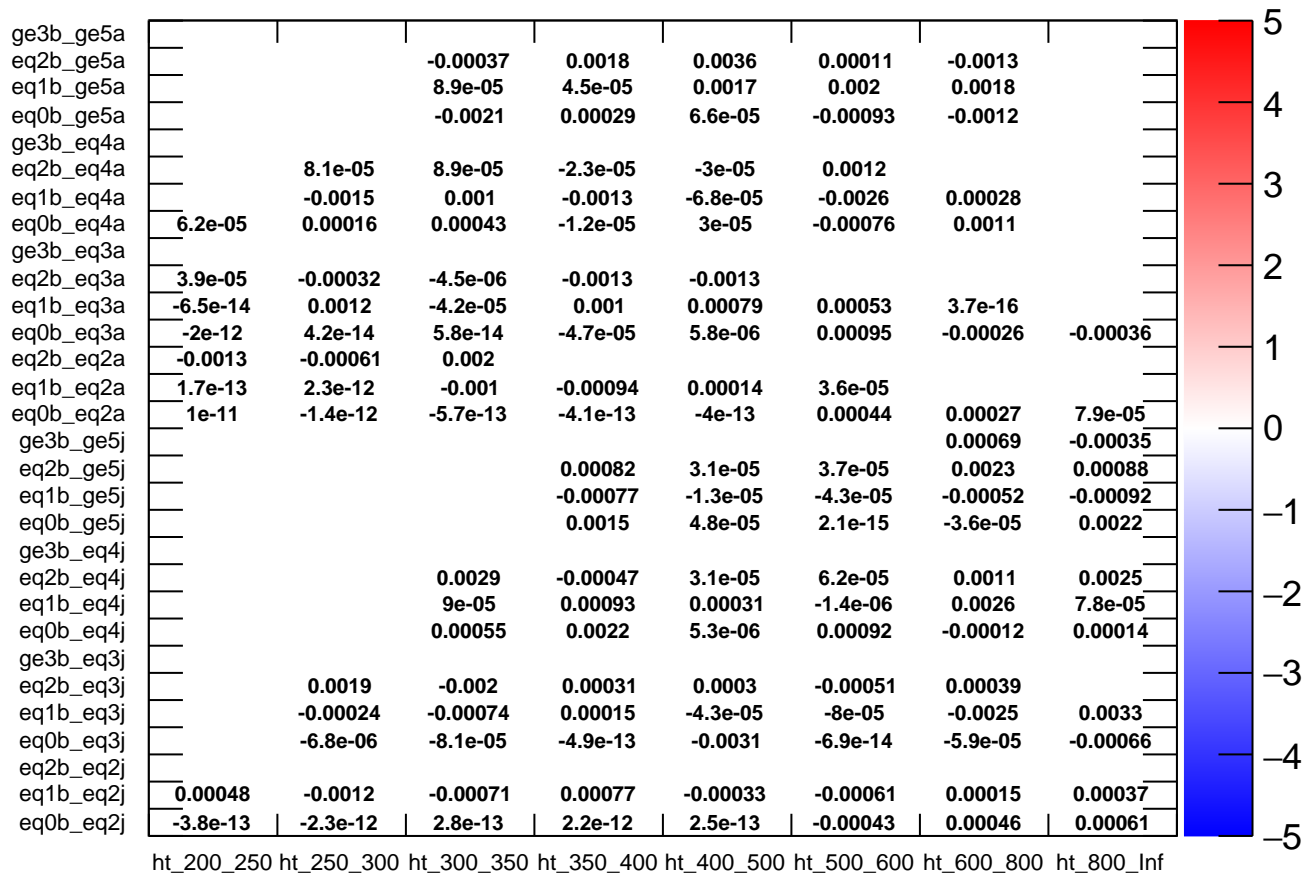 ge3b_ge5a
eq2b_ge5a -0.00037 0.0018 0.0036 0.00011 -0.0013
eq1b_ge5a 8.9e-05 4.5e-05 0.0017 0.002 0.0018
eq0b_ge5a -0.0021 0.00029 6.6e-05 -0.00093 -0.0012
ge3b_eq4a
eq2b_eq4a 8.1e-05 8.9e-05 -2.3e-05 -3e-05 0.0012
eq1b_eq4a -0.0015 0.001 -0.0013 -6.8e-05 -0.0026 0.00028
eq0b_eq4a 6.2e-05 0.00016 0.00043 -1.2e-05 3e-05 -0.00076 0.0011
ge3b_eq3a
eq2b_eq3a 3.9e-05 -0.00032 -4.5e-06 -0.0013 -0.0013
eq1b_eq3a -6.5e-14 0.0012 -4.2e-05 0.001 0.00079 0.00053 3.7e-16
eq0b_eq3a -2e-12 4.2e-14 5.8e-14 -4.7e-05 5.8e-06 0.00095 -0.00026 -0.00036
eq2b_eq2a -0.0013 -0.00061 0.002
eq1b_eq2a 1.7e-13 2.3e-12 -0.001 -0.00094 0.00014 3.6e-05
eq0b_eq2a 1e-11 -1.4e-12 -5.7e-13 -4.1e-13 -4e-13 0.00044 0.00027 7.9e-05
ge3b_ge5j 0.00069 -0.00035
eq2b_ge5j 0.00082 3.1e-05 3.7e-05 0.0023 0.00088
eq1b_ge5j -0.00077 -1.3e-05 -4.3e-05 -0.00052 -0.00092
eq0b_ge5j 0.0015 4.8e-05 2.1e-15 -3.6e-05 0.0022
ge3b_eq4j
eq2b_eq4j 0.0029 -0.00047 3.1e-05 6.2e-05 0.0011 0.0025
eq1b_eq4j 9e-05 0.00093 0.00031 -1.4e-06 0.0026 7.8e-05
eq0b_eq4j 0.00055 0.0022 5.3e-06 0.00092 -0.00012 0.00014
ge3b_eq3j
eq2b_eq3j 0.0019 -0.002 0.00031 0.0003 -0.00051 0.00039
eq1b_eq3j -0.00024 -0.00074 0.00015 -4.3e-05 -8e-05 -0.0025 0.0033
eq0b_eq3j -6.8e-06 -8.1e-05 -4.9e-13 -0.0031 -6.9e-14 -5.9e-05 -0.00066
eq2b_eq2j
eq1b_eq2j 0.00048 -0.0012 -0.00071 0.00077 -0.00033 -0.00061 0.00015 0.00037
eq0b_eq2j -3.8e-13 -2.3e-12 2.8e-13 2.2e-12 2.5e-13 -0.00043 0.00046 0.00061
ht_200_250 ht_250_300 ht_300_350 ht_350_400 ht_400_500 ht_500_600 ht_600_800 ht_800_Inf
5
4
3
2
1
0
−1
−2
−3
−4
−5